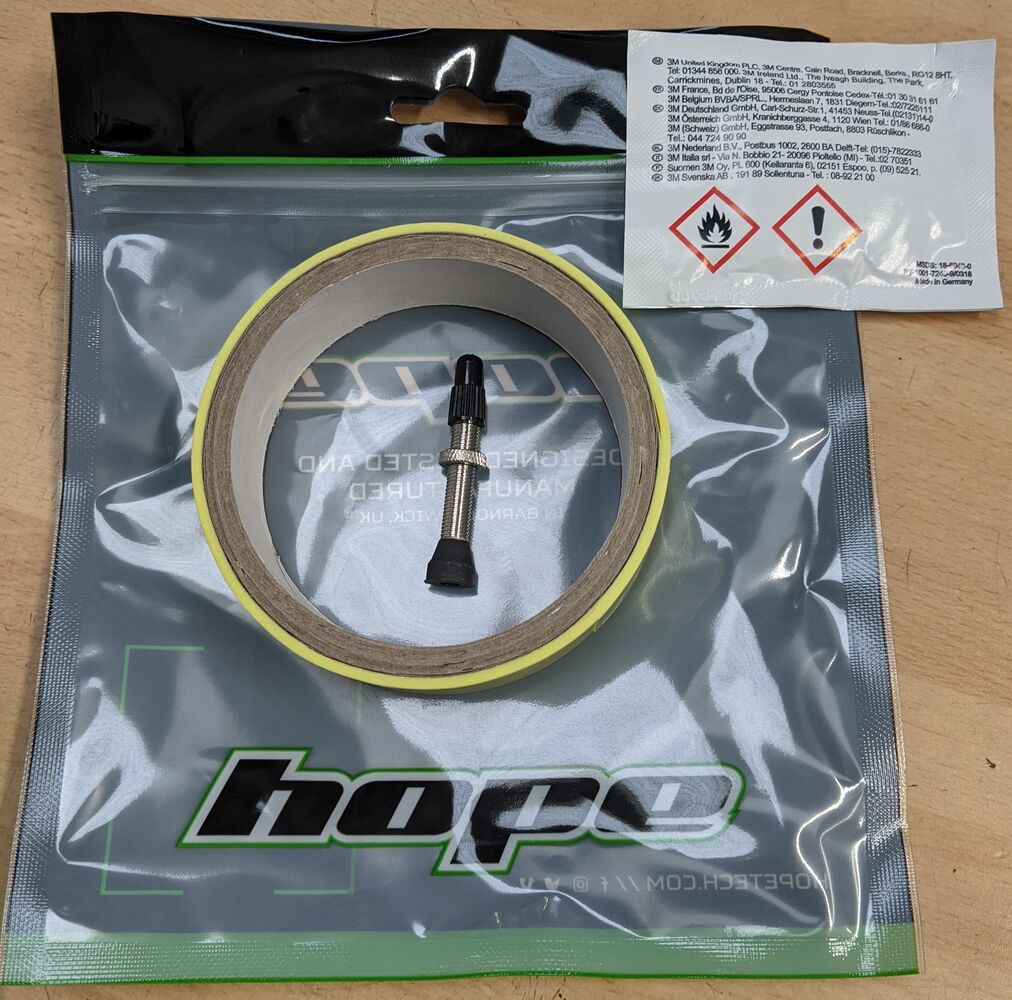 GB 3M United Kingdom PLC, 3M Centre, Cain Road, Bracknell, Berks., RG12 8HT.
Tel: 01344 858 000. 3M Ireland Ltd., The Iveagh Building, The Park,
Carrickmines, Dublin 18 - Tel.: 01 2803555
3M France, Bd de l'Oise, 95006 Cergy Pontoise Cedex-Tél.:01 30 31 61 61
3M Belgium BVBA/SPRL., Hermeslaan 7, 1831 Diegem-Tel.:02/7225111
3M Deutschland GmbH, Carl-Schurz-Str.1, 41453 Neuss-Tel.(02131)14-0
3M Österreich GmbH, Kranichberggasse 4, 1120 Wien Tel.: 01/86 686-0
3M (Schweiz) GmbH, Eggstrasse 93, Postfach, 8803 Rüschlikon -
Tel.: 044 724 90 90
3M Nederland B.V., Postbus 1002, 2600 BA Delft-Tel: (015)-7822333
3M Italia srl - Via N. Bobbio 21- 20096 Pioltello (MI) - Tel.:02 70351
Suomen 3M Oy, PL 600 (Keilaranta 6), 02151 Espoo, p. (09) 525 21.
3M Svenska AB , 191 89 Sollentuna - Tel. : 08-92 21 00
MSDS:
Made in Germany
DESIGNED TESTED AND
MANUFACTURED
IN BARNOLDSWICK, UK
hope
HOPETECH.COM //